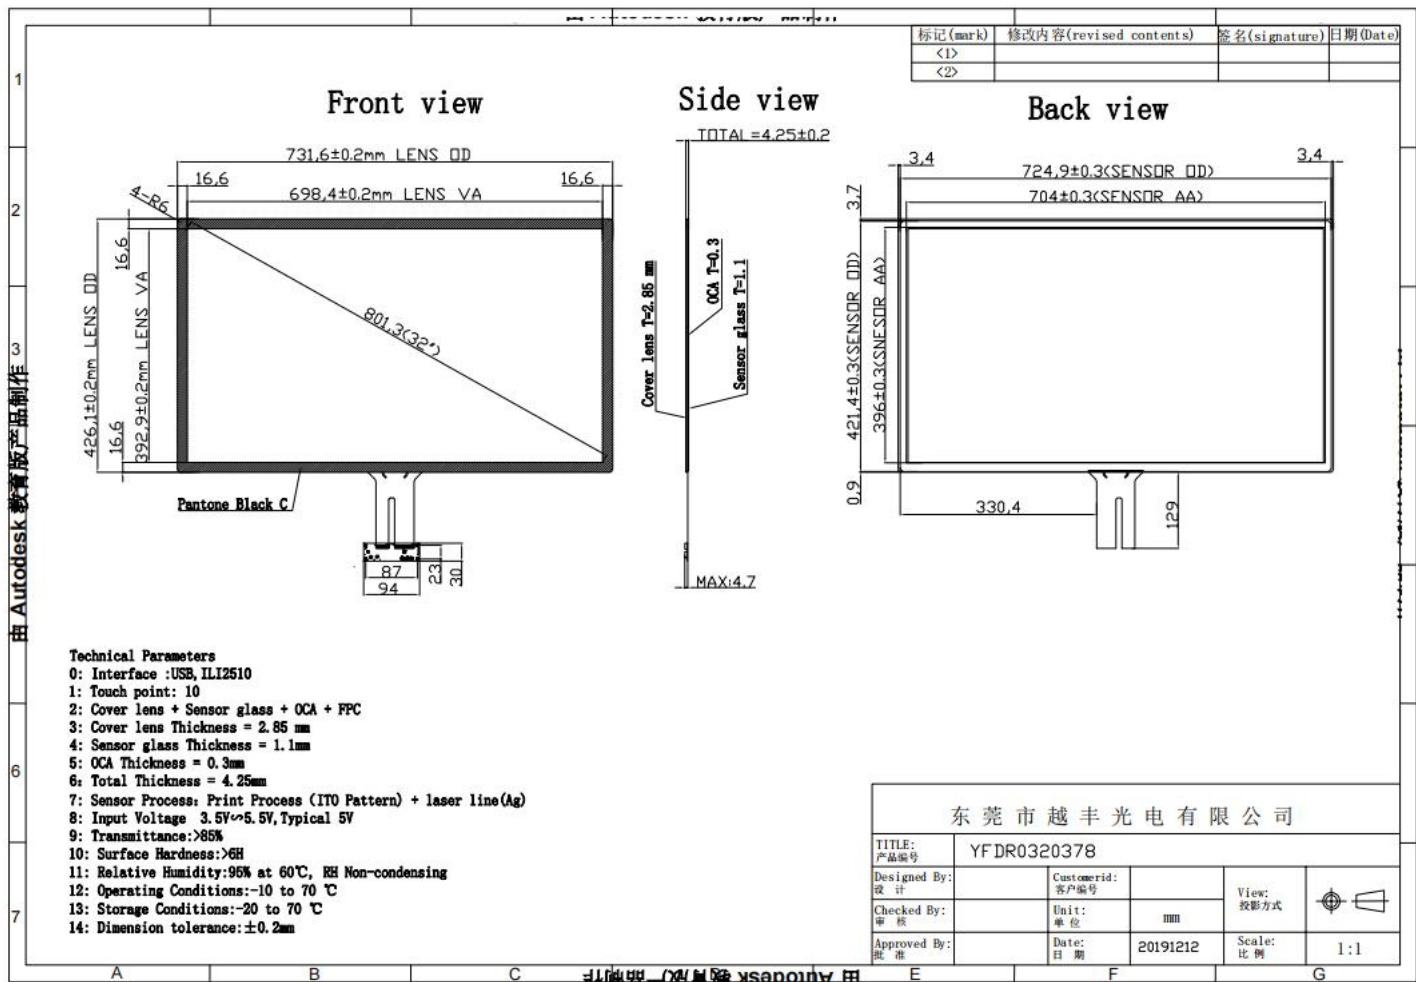 标记(mark) 修改内容(revised contents) 签名(signature) 日期(Date)
<1>
<2>
1
2
3
6
7
Front view
Side view
Back view
731,6±0.2mm LENS OD
16,6
698,4±0.2mm LENS VA
16,6
4-R6
16,6
426,1±0.2mm LENS OD
392,9±0.2mm LENS VA
16,6
801,3(32")
Pantone Black C
87
94
23
30
TOTAL=4.25±0.2
Cover lens T=2.85 mm
OCA T=0.3
Sensor glass T=1.1
MAX:4.7
3,4
724,9±0.3(SENSOR OD)
3,4
704±0.3(SENSOR AA)
3,7
421,4±0.3(SENSOR OD)
396±0.3(SNESOR AA)
0,9
330,4
129
由 Autodesk 教育版产品制作
Technical Parameters
0: Interface :USB,ILI2510
1: Touch point: 10
2: Cover lens + Sensor glass + OCA + FPC
3: Cover lens Thickness = 2.85 mm
4: Sensor glass Thickness = 1.1mm
5: OCA Thickness = 0.3mm
6: Total Thickness = 4.25mm
7: Sensor Process: Print Process (ITO Pattern) + laser line(Ag)
8: Input Voltage 3.5V∽5.5V,Typical 5V
9: Transmittance:>85%
10: Surface Hardness:>6H
11: Relative Humidity:95% at 60℃, RH Non-condensing
12: Operating Conditions:-10 to 70 ℃
13: Storage Conditions:-20 to 70 ℃
14: Dimension tolerance:±0.2mm
东莞市越丰光电有限公司
TITLE: YFDR0320378
产品编号
Designed By: Customerid:
设 计 客户编号
View:
投影方式
Checked By: Unit: mm
审 核 单 位
Approved By: Date: 20191212 Scale: 1:1
批 准 日 期 比 例
A B C E F G
由 Autodesk 教育版产品制作